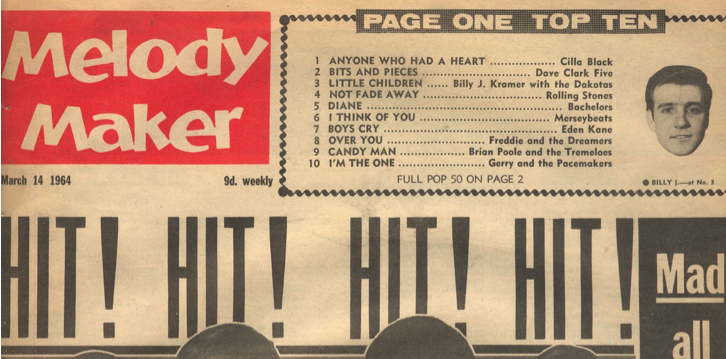 Melody
Maker
March 14 1964 9d. weekly
PAGE ONE TOP TEN
1 ANYONE WHO HAD A HEART ................ Cilla Black
2 BITS AND PIECES ............................ Dave Clark Five
3 LITTLE CHILDREN ...... Billy J. Kramer with the Dakotas
4 NOT FADE AWAY ................................ Rolling Stones
5 DIANE ................................................ Bachelors
6 I THINK OF YOU .................................. Merseybeats
7 BOYS CRY .......................................... Eden Kane
8 OVER YOU ....................... Freddie and the Dreamers
9 CANDY MAN ................ Brian Poole and the Tremeloes
10 I'M THE ONE ....................... Gerry and the Pacemakers
FULL POP 50 ON PAGE 2
● BILLY J.—at No. 3
HIT! HIT! HIT! HIT!
Mad
all